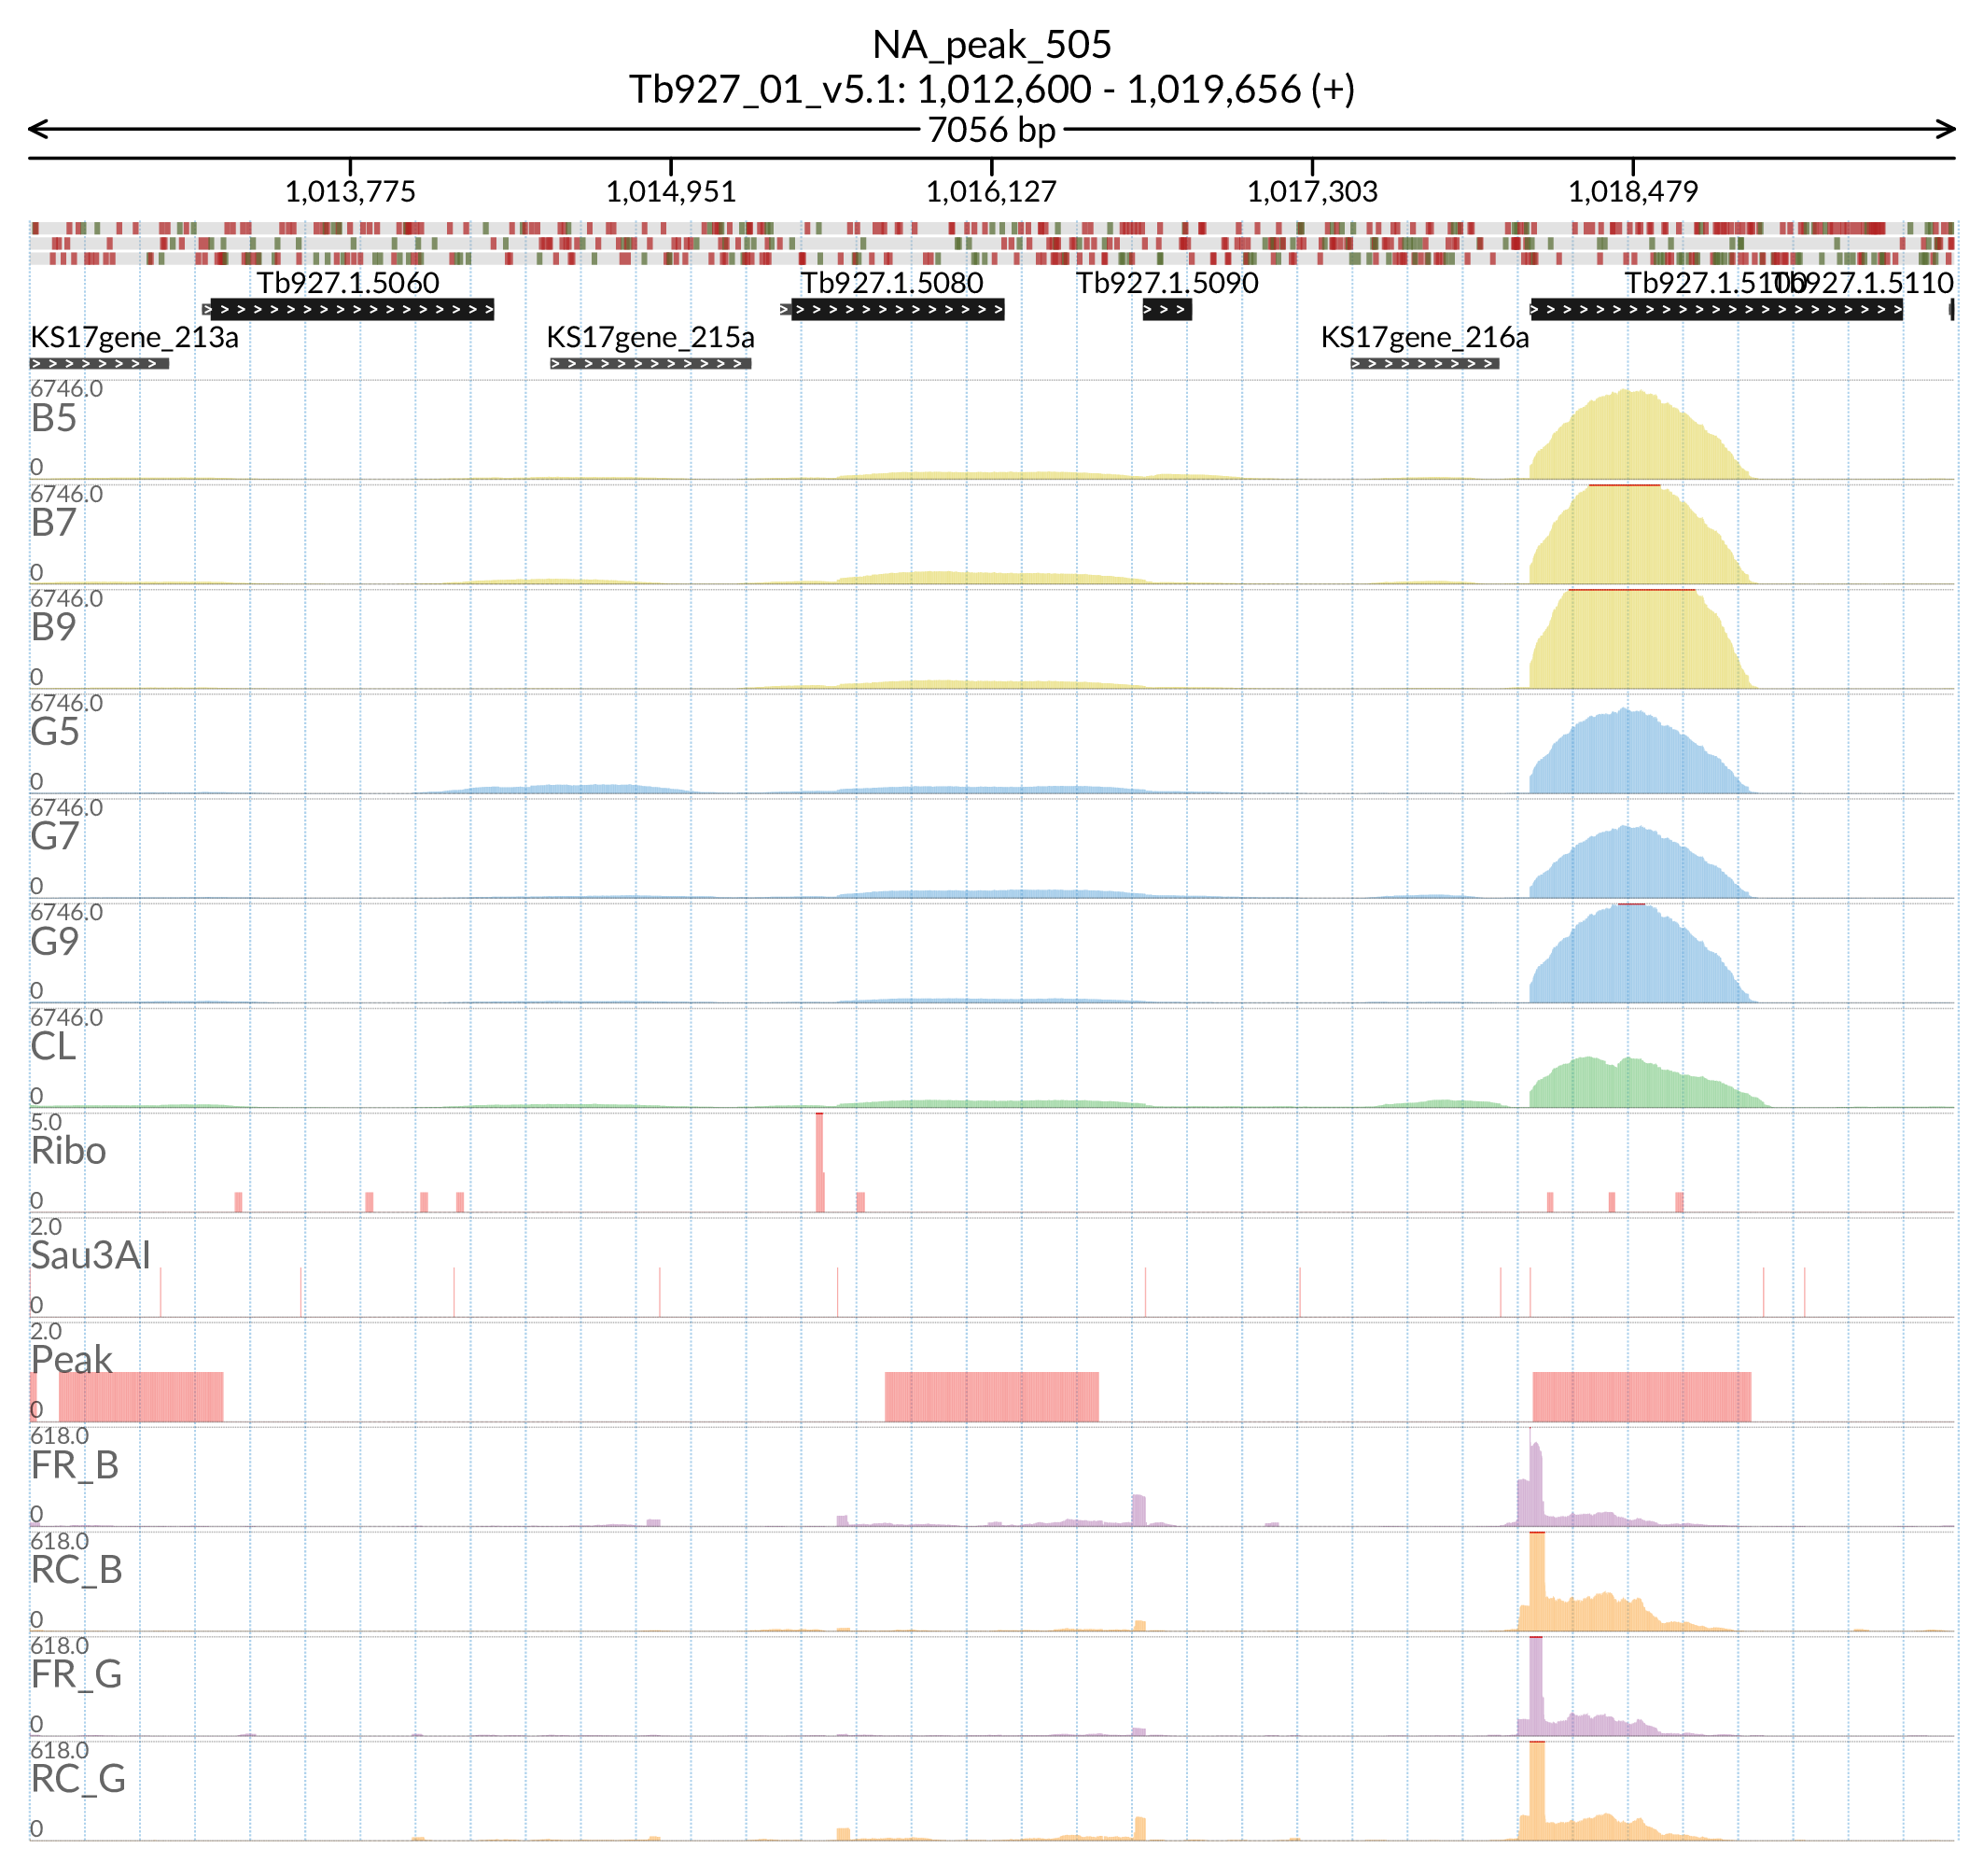 NA_peak_505
Tb927_01_v5.1: 1,012,600 - 1,019,656 (+)
7056 bp
1,013,775 1,014,951 1,016,127 1,017,303 1,018,479
Tb927.1.5060 Tb927.1.5080 Tb927.1.5090 Tb927.1.5100 Tb927.1.5110
KS17gene_213a KS17gene_215a KS17gene_216a
6746.0
B5
0
6746.0
B7
0
6746.0
B9
0
6746.0
G5
0
6746.0
G7
0
6746.0
G9
0
6746.0
CL
0
5.0
Ribo
0
2.0
Sau3AI
0
2.0
Peak
0
618.0
FR_B
0
618.0
RC_B
0
618.0
FR_G
0
618.0
RC_G
0